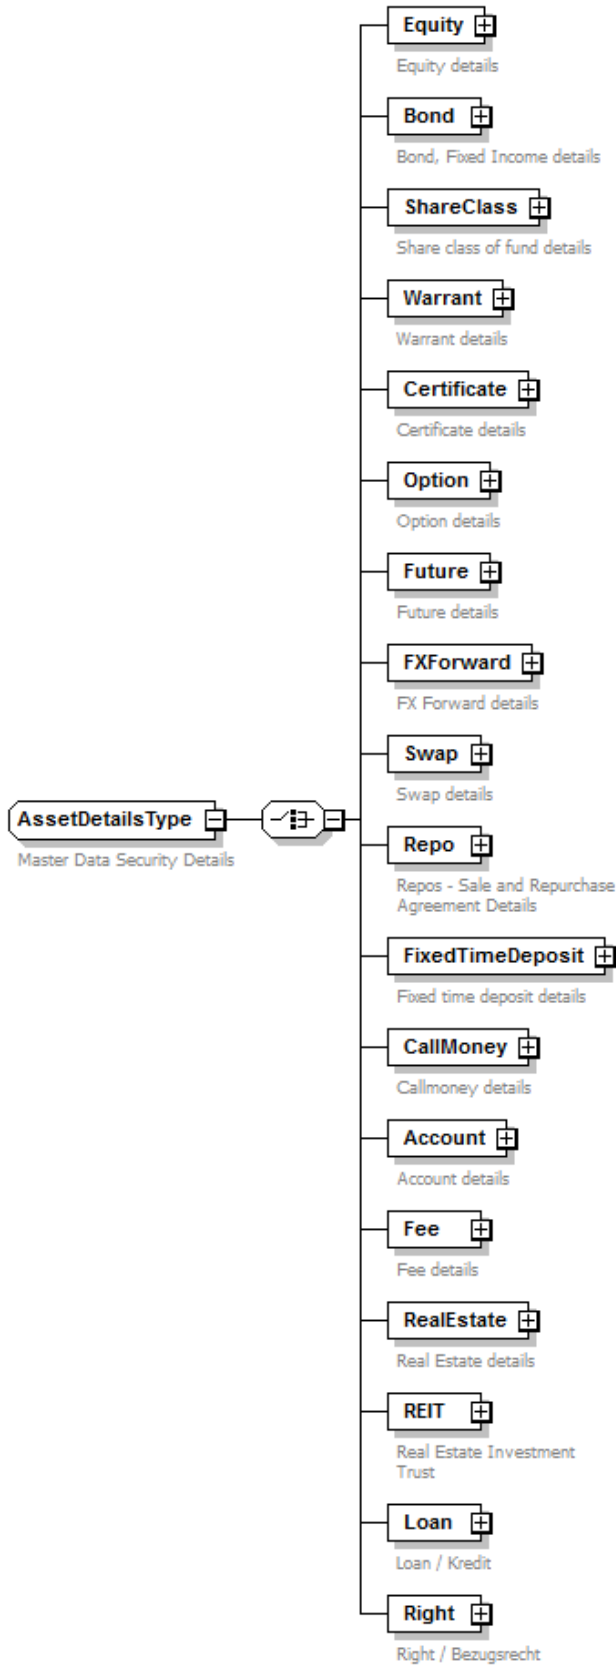 Equity
Equity details
Bond
Bond, Fixed Income details
ShareClass
Share class of fund details
Warrant
Warrant details
Certificate
Certificate details
Option
Option details
Future
Future details
FXForward
FX Forward details
Swap
Swap details
AssetDetailsType
Master Data Security Details
Repo
Repos - Sale and Repurchase
Agreement Details
FixedTimeDeposit
Fixed time deposit details
CallMoney
Callmoney details
Account
Account details
Fee
Fee details
RealEstate
Real Estate details
REIT
Real Estate Investment
Trust
Loan
Loan / Kredit
Right
Right / Bezugsrecht